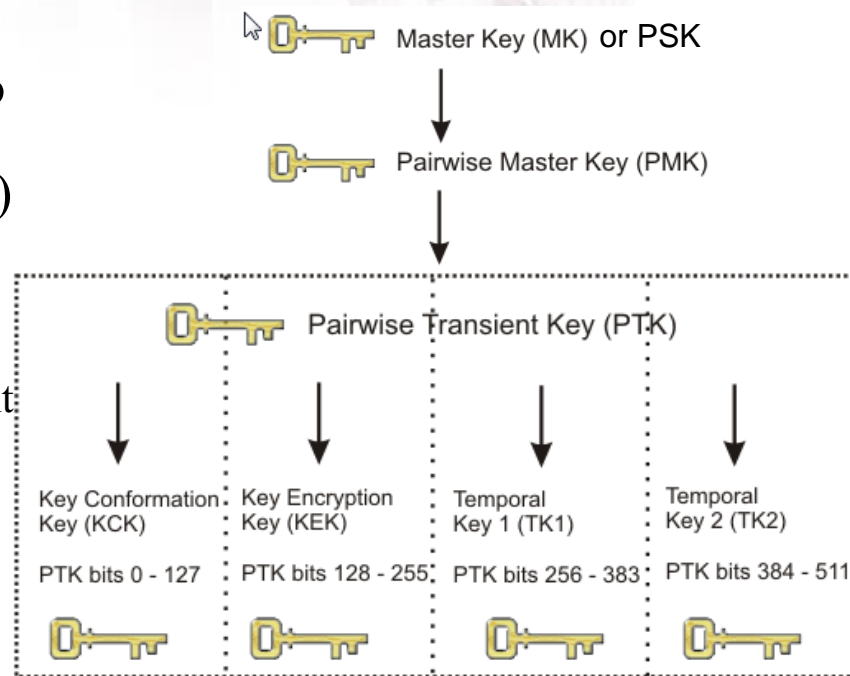 Master Key (MK) or PSK
)
Pairwise Master Key (PMK)
Pairwise Transient Key (PTK)
t
Key Conformation
Key (KCK)
PTK bits 0 - 127
Key Encryption
Key (KEK)
PTK bits 128 - 255
Temporal
Key 1 (TK1)
PTK bits 256 - 383
Temporal
Key 2 (TK2)
PTK bits 384 - 511